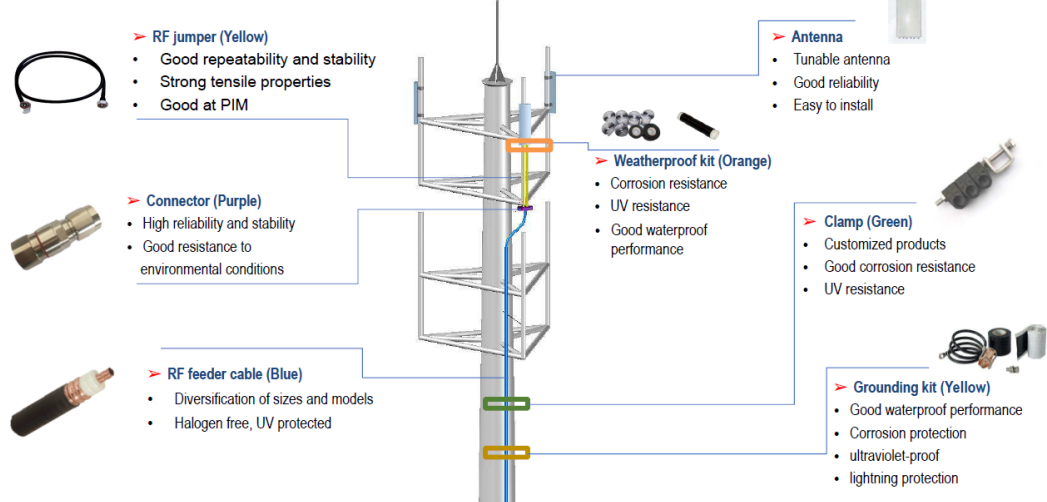 ➢ RF jumper (Yellow)
• Good repeatability and stability
• Strong tensile properties
• Good at PIM
➢ Connector (Purple)
• High reliability and stability
• Good resistance to
environmental conditions
➢ RF feeder cable (Blue)
• Diversification of sizes and models
• Halogen free, UV protected
➢ Antenna
• Tunable antenna
• Good reliability
• Easy to install
➢ Weatherproof kit (Orange)
• Corrosion resistance
• UV resistance
• Good waterproof
performance
➢ Clamp (Green)
• Customized products
• Good corrosion resistance
• UV resistance
➢ Grounding kit (Yellow)
• Good waterproof performance
• Corrosion protection
• ultraviolet-proof
• lightning protection